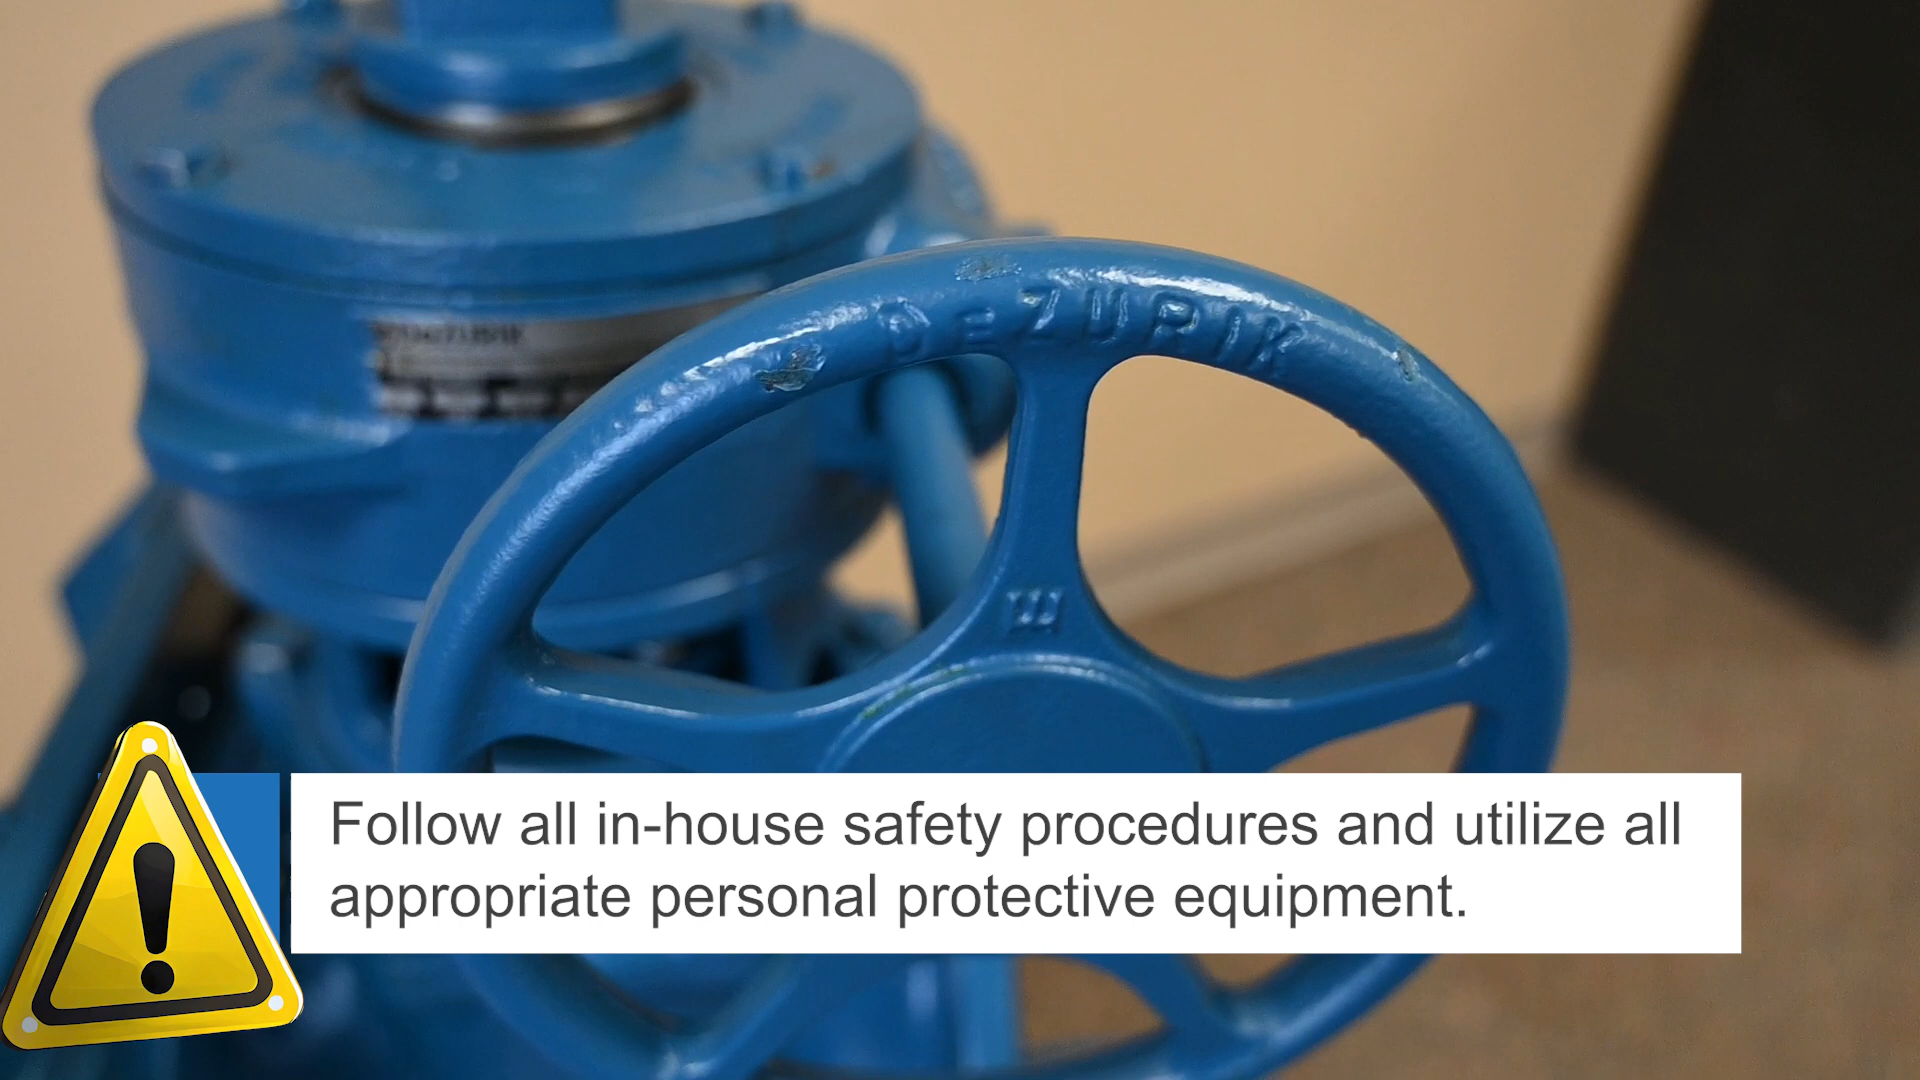 DEZURIK
Follow all in-house safety procedures and utilize all
appropriate personal protective equipment.